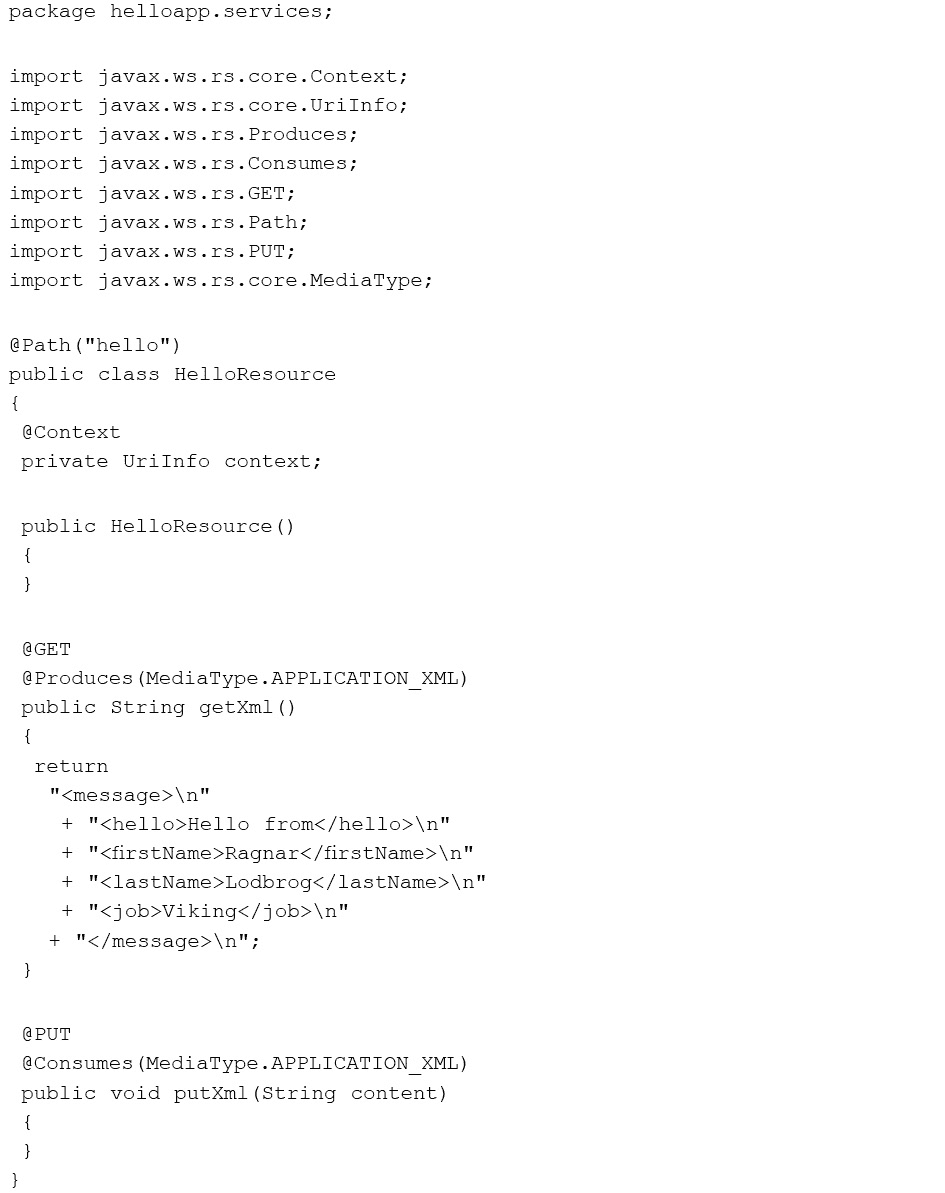 package helloapp.services;
import javax.ws.rs.core.Context;
import javax.ws.rs.core.UriInfo;
import javax.ws.rs.Produces;
import javax.ws.rs.Consumes;
import javax.ws.rs.GET;
import javax.ws.rs.Path;
import javax.ws.rs.PUT;
import javax.ws.rs.core.MediaType;
@Path("hello")
public class HelloResource
{
@Context
private UriInfo context;
public HelloResource()
{
}
@GET
@Produces(MediaType.APPLICATION_XML)
public String getXml()
{
return
"<message>\n"
+ "<hello>Hello from</hello>\n"
+ "<firstName>Ragnar</firstName>\n"
+ "<lastName>Lodbrog</lastName>\n"
+ "<job>Viking</job>\n"
+ "</message>\n";
}
@PUT
@Consumes(MediaType.APPLICATION_XML)
public void putXml(String content)
{
}
}